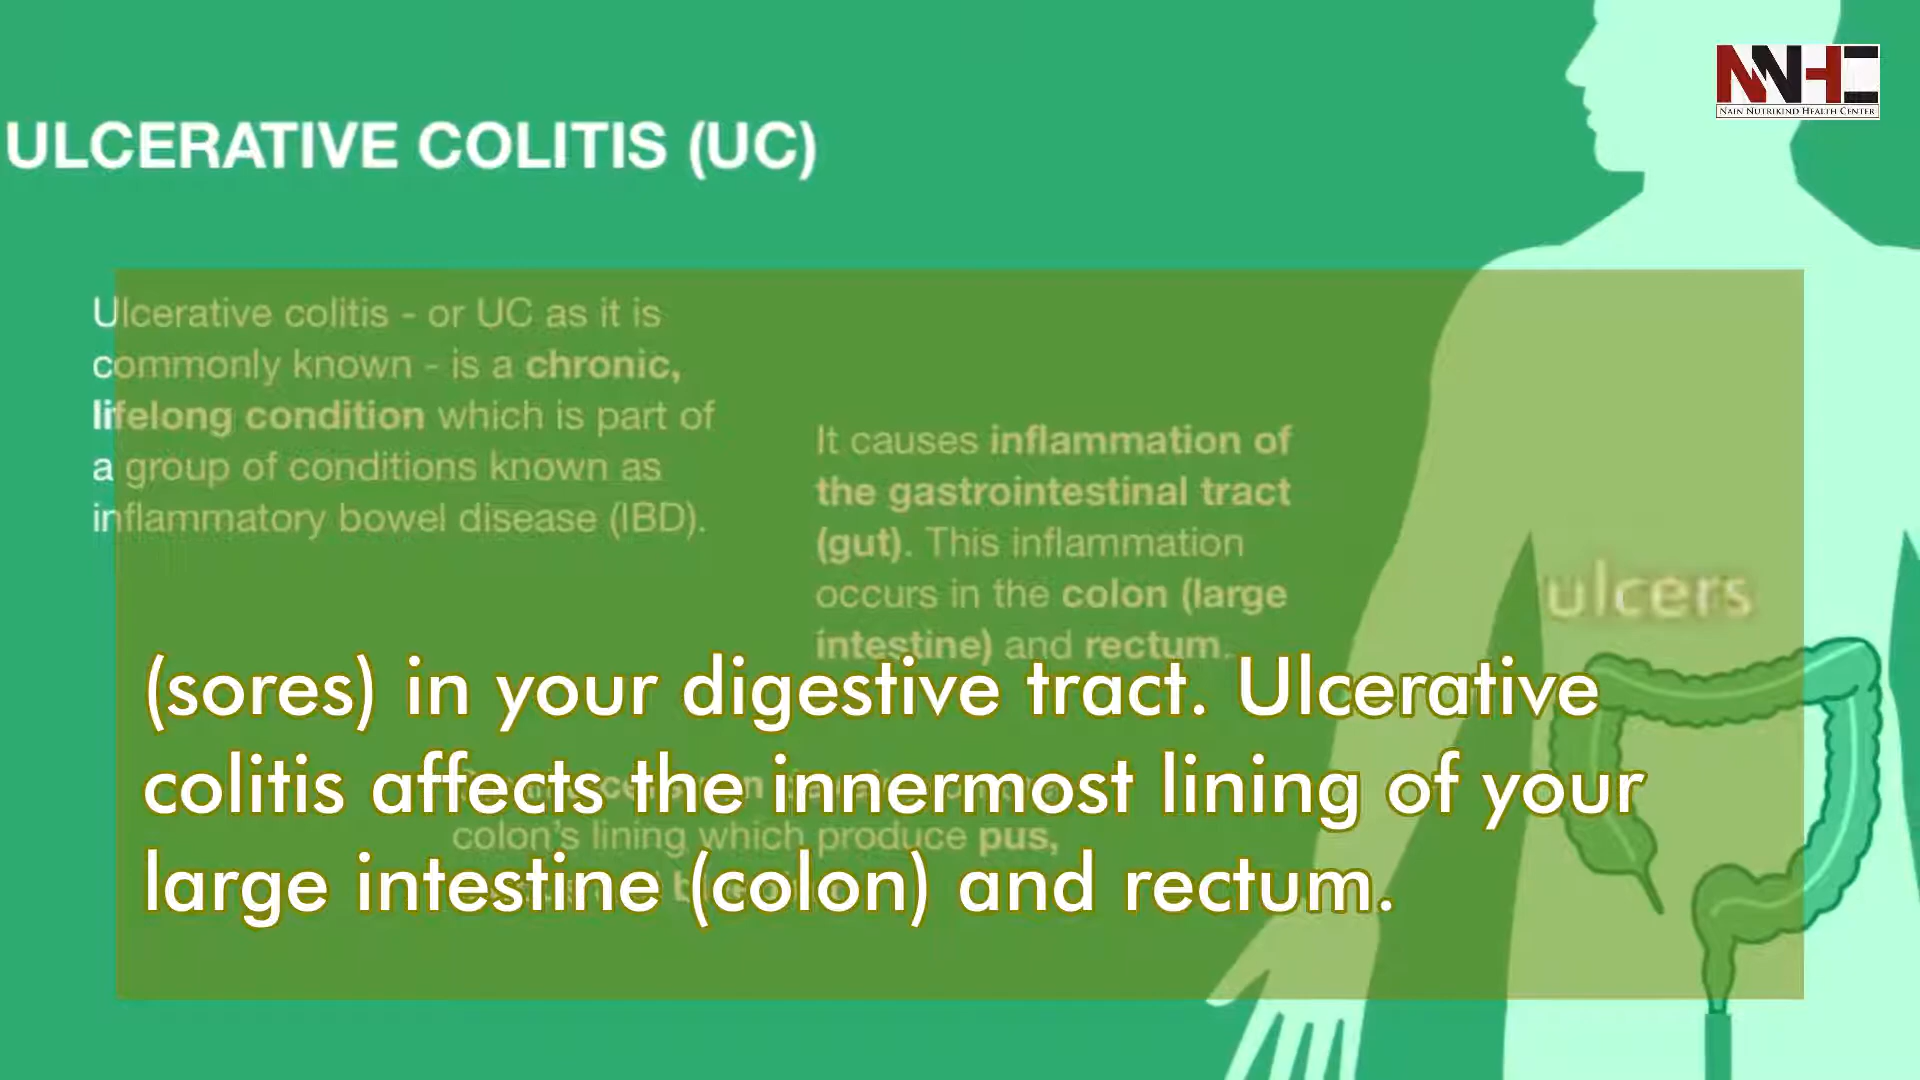 NNHC
NAIN NUTRIKIND HEALTH CENTER
ULCERATIVE COLITIS (UC)
Ulcerative colitis - or UC as it is
commonly known - is a chronic,
lifelong condition which is part of
a group of conditions known as
inflammatory bowel disease (IBD).
It causes inflammation of
the gastrointestinal tract
(gut). This inflammation
occurs in the colon (large
intestine) and rectum.
ulcers
(sores) in your digestive tract. Ulcerative
colitis affects the innermost lining of your
large intestine (colon) and rectum.
colon's lining which produce pus,